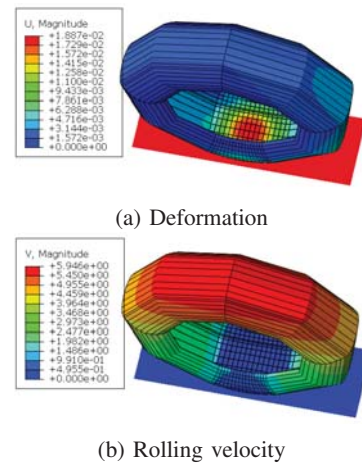 U, Magnitude
+1.887e-02
+1.729e-02
+1.572e-02
+1.415e-02
+1.258e-02
+1.100e-02
+9.433e-03
+7.861e-03
+6.288e-03
+4.716e-03
+3.144e-03
+1.572e-03
+0.000e+00
(a) Deformation
V, Magnitude
+5.946e+00
+5.450e+00
+4.955e+00
+4.459e+00
+3.964e+00
+3.468e+00
+2.973e+00
+2.477e+00
+1.982e+00
+1.486e+00
+9.910e-01
+4.955e-01
+0.000e+00
(b) Rolling velocity